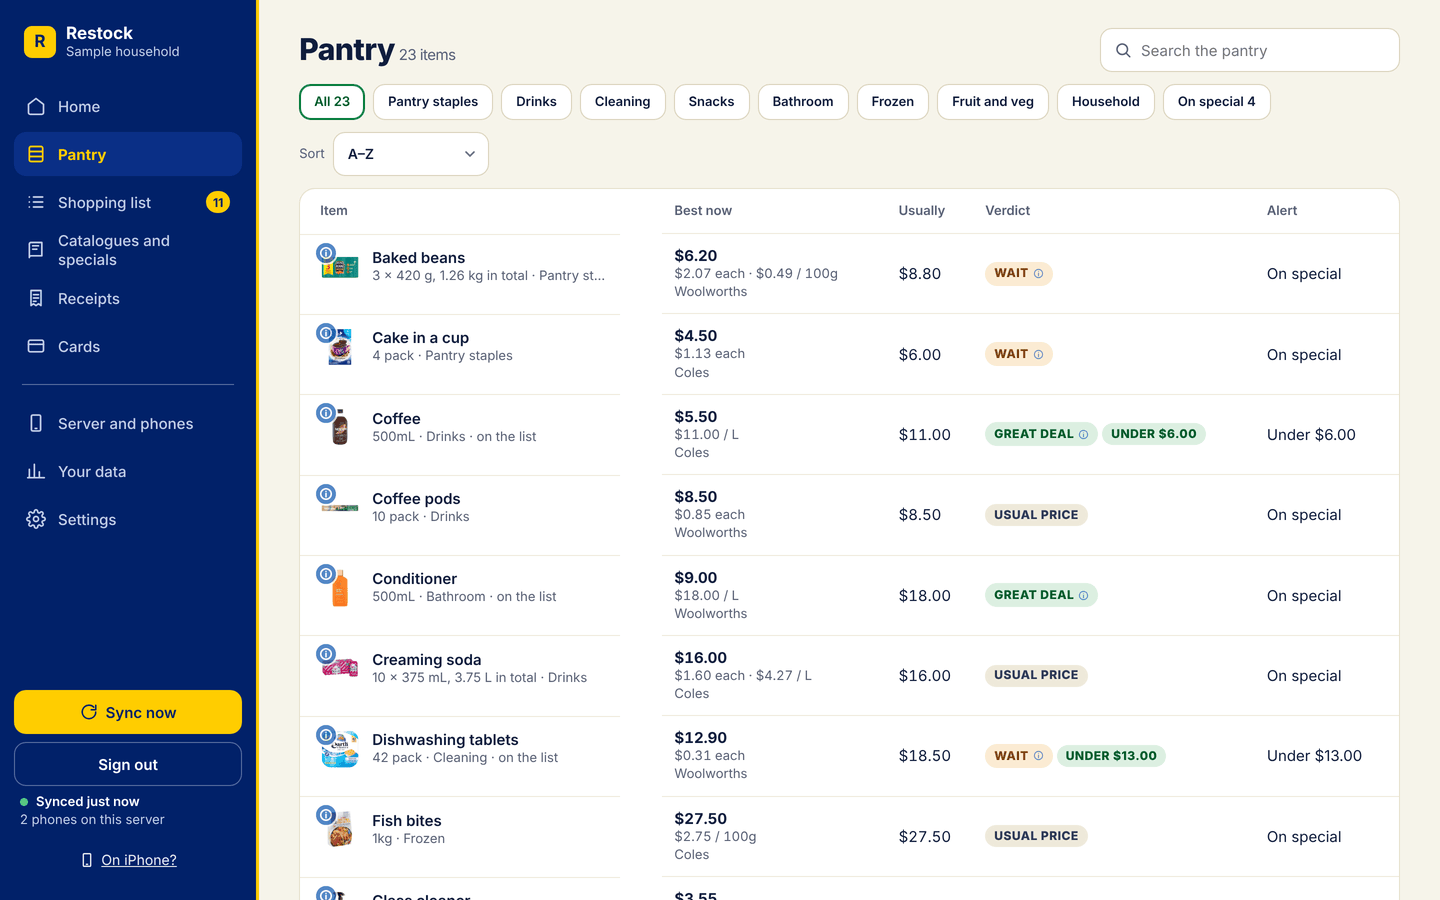 R
Restock
Sample household
Home
Pantry
Shopping list 11
Catalogues and
specials
Receipts
Cards
Server and phones
Your data
Settings
Sync now
Sign out
Synced just now
2 phones on this server
On iPhone?
Pantry 23 items
Search the pantry
All 23 Pantry staples Drinks Cleaning Snacks Bathroom Frozen Fruit and veg Household On special 4
Sort A–Z
Item Best now Usually Verdict Alert
Baked beans
3 × 420 g, 1.26 kg in total · Pantry st...
$6.20
$2.07 each · $0.49 / 100g
Woolworths
$8.80
WAIT
On special
Cake in a cup
4 pack · Pantry staples
$4.50
$1.13 each
Coles
$6.00
WAIT
On special
Coffee
500mL · Drinks · on the list
$5.50
$11.00 / L
Coles
$11.00
GREAT DEAL UNDER $6.00
Under $6.00
Coffee pods
10 pack · Drinks
$8.50
$0.85 each
Woolworths
$8.50
USUAL PRICE
On special
Conditioner
500mL · Bathroom · on the list
$9.00
$18.00 / L
Woolworths
$18.00
GREAT DEAL
On special
Creaming soda
10 × 375 mL, 3.75 L in total · Drinks
$16.00
$1.60 each · $4.27 / L
Coles
$16.00
USUAL PRICE
On special
Dishwashing tablets
42 pack · Cleaning · on the list
$12.90
$0.31 each
Woolworths
$18.50
WAIT UNDER $13.00
Under $13.00
Fish bites
1kg · Frozen
$27.50
$2.75 / 100g
Coles
$27.50
USUAL PRICE
On special
Glass cleaner
$3.55